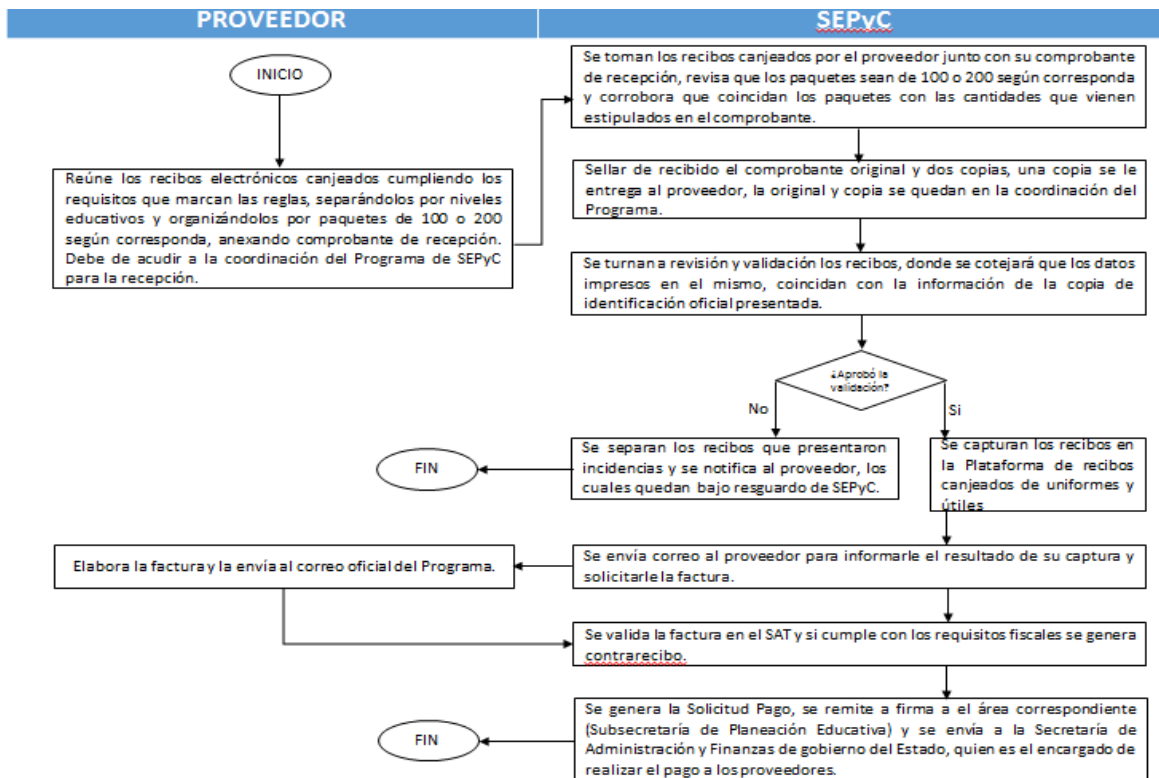 PROVEEDOR
SEPyC
INICIO
Se toman los recibos canjeados por el proveedor junto con su comprobante
de recepción, revisa que los paquetes sean de 100 o 200 según corresponda
y corrobora que coincidan los paquetes con las cantidades que vienen
estipulados en el comprobante.
Reúne los recibos electrónicos canjeados cumpliendo los
requisitos que marcan las reglas, separándolos por niveles
educativos y organizándolos por paquetes de 100 o 200
según corresponda, anexando comprobante de recepción.
Debe de acudir a la coordinación del Programa de SEPyC
para la recepción.
Sellar de recibido el comprobante original y dos copias, una copia se le
entrega al proveedor, la original y copia se quedan en la coordinación del
Programa.
Se turnan a revisión y validación los recibos, donde se cotejará que los datos
impresos en el mismo, coincidan con la información de la copia de
identificación oficial presentada.
¿Aprobó la
validación?
No
Si
FIN
Se separan los recibos que presentaron
incidencias y se notifica al proveedor, los
cuales quedan bajo resguardo de SEPyC.
Se capturan los recibos en
la Plataforma de recibos
canjeados de uniformes y
útiles
Elabora la factura y la envía al correo oficial del Programa.
Se envía correo al proveedor para informarle el resultado de su captura y
solicitarle la factura.
Se valida la factura en el SAT y si cumple con los requisitos fiscales se genera
contrarecibo.
FIN
Se genera la Solicitud Pago, se remite a firma a el área correspondiente
(Subsecretaría de Planeación Educativa) y se envía a la Secretaría de
Administración y Finanzas de gobierno del Estado, quien es el encargado de
realizar el pago a los proveedores.